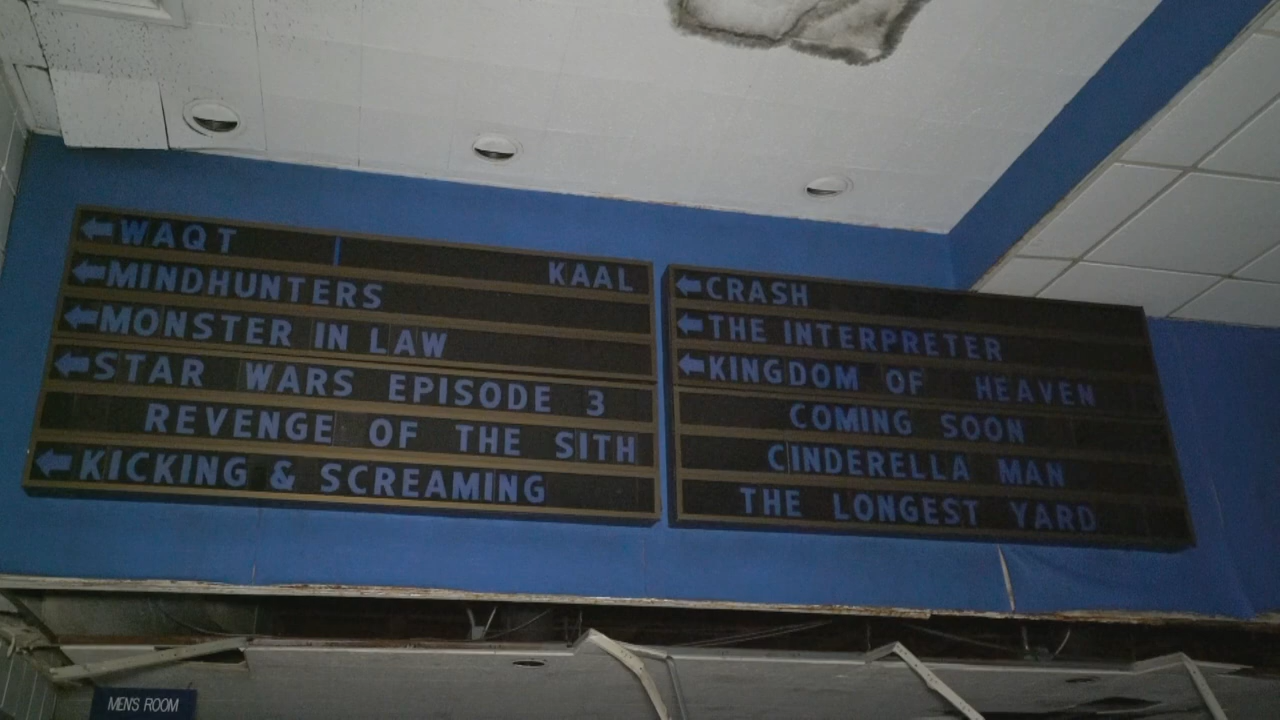 WAQT KAAL
MINDHUNTERS
MONSTER IN LAW
STAR WARS EPISODE 3
REVENGE OF THE SITH
KICKING & SCREAMING
CRASH
THE INTERPRETER
KINGDOM OF HEAVEN
COMING SOON
CINDERELLA MAN
THE LONGEST YARD
MEN'S ROOM